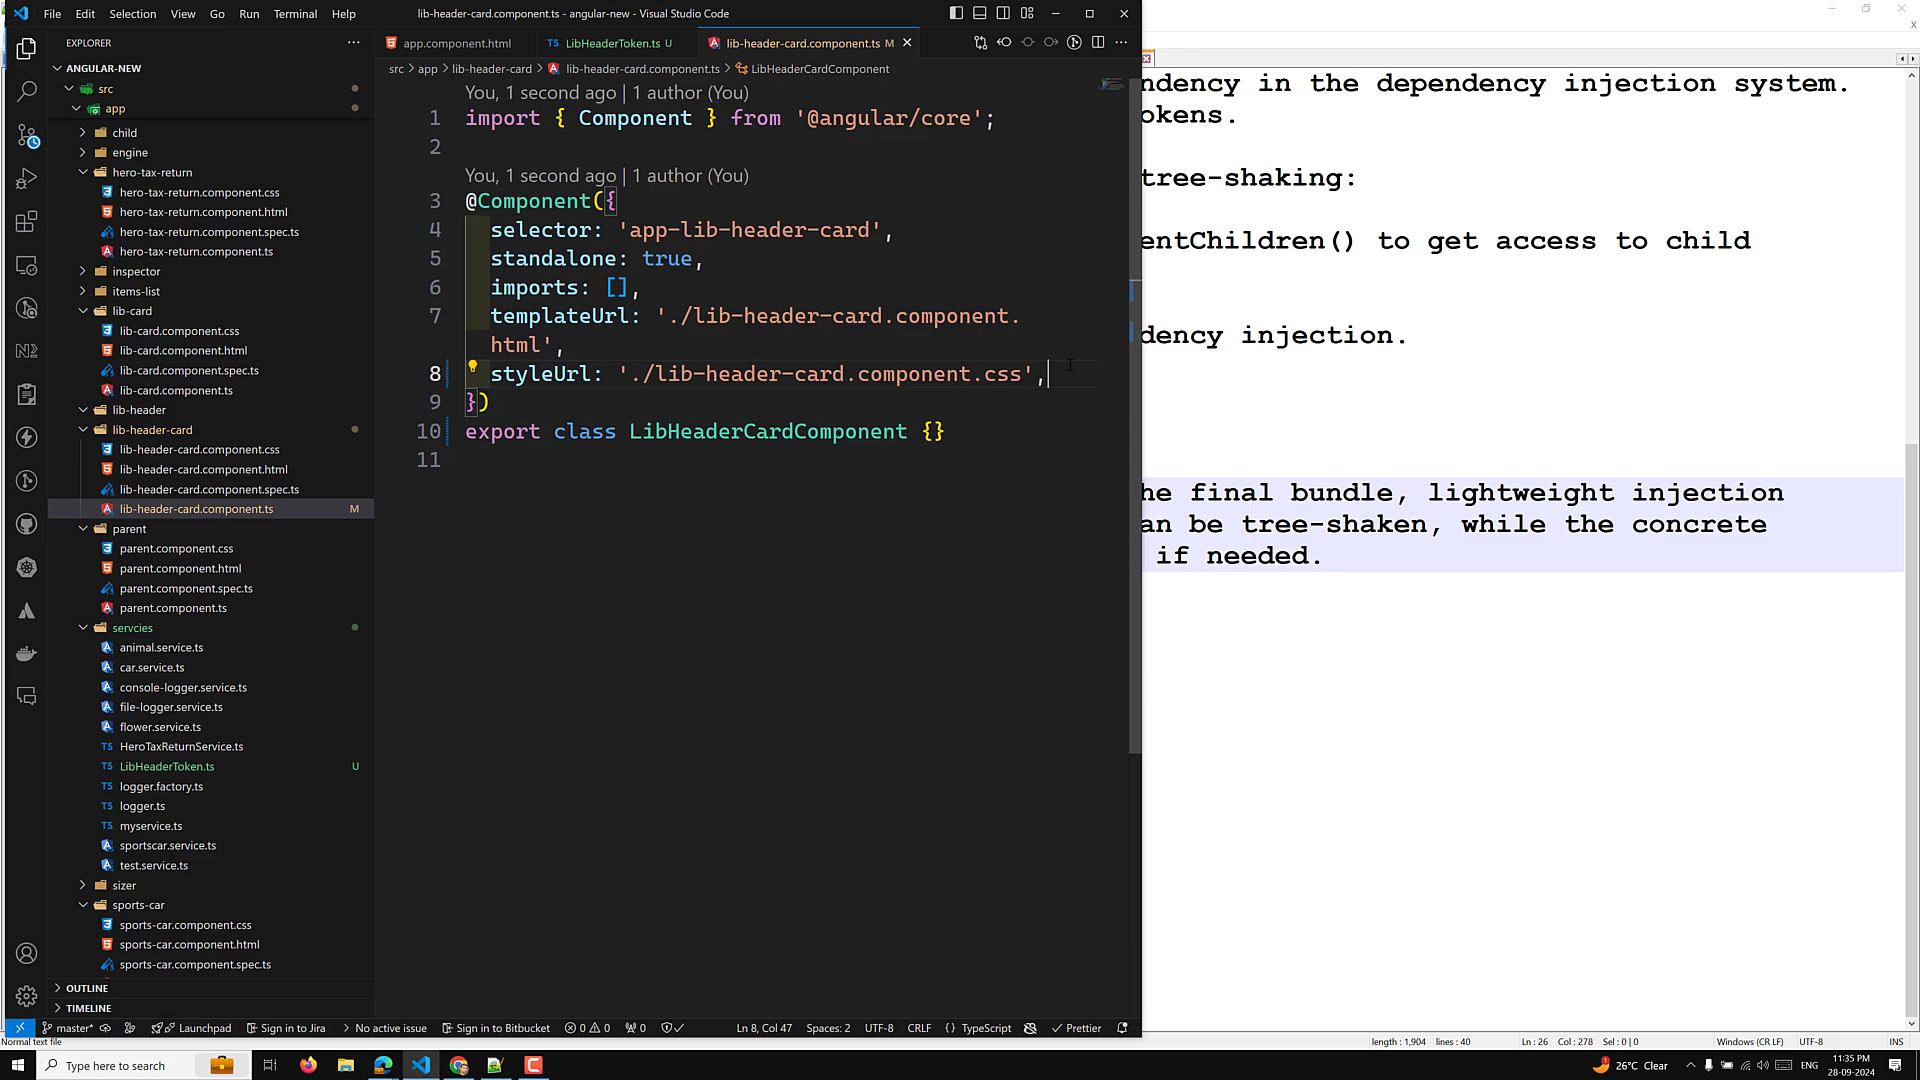 File Edit Selection View Go Run Terminal Help
lib-header-card.component.ts - angular-new - Visual Studio Code
EXPLORER
app.component.html
LibHeaderToken.ts U
lib-header-card.component.ts M
ANGULAR-NEW
src > app > lib-header-card > lib-header-card.component.ts > LibHeaderCardComponent
src
app
child
engine
hero-tax-return
hero-tax-return.component.css
hero-tax-return.component.html
hero-tax-return.component.spec.ts
hero-tax-return.component.ts
inspector
items-list
lib-card
lib-card.component.css
lib-card.component.html
lib-card.component.spec.ts
lib-card.component.ts
lib-header
lib-header-card
lib-header-card.component.css
lib-header-card.component.html
lib-header-card.component.spec.ts
lib-header-card.component.ts M
parent
parent.component.css
parent.component.html
parent.component.spec.ts
parent.component.ts
servcies
animal.service.ts
car.service.ts
console-logger.service.ts
file-logger.service.ts
flower.service.ts
HeroTaxReturnService.ts
LibHeaderToken.ts U
logger.factory.ts
logger.ts
myservice.ts
sportscar.service.ts
test.service.ts
sizer
sports-car
sports-car.component.css
sports-car.component.html
sports-car.component.spec.ts
OUTLINE
TIMELINE
You, 1 second ago | 1 author (You)
1 import { Component } from '@angular/core';
2
You, 1 second ago | 1 author (You)
3 @Component({
4 selector: 'app-lib-header-card',
5 standalone: true,
6 imports: [],
7 templateUrl: './lib-header-card.component.
html',
8 styleUrl: './lib-header-card.component.css',
9 })
10 export class LibHeaderCardComponent {}
11
ndency in the dependency injection system.
okens.
tree-shaking:
entChildren() to get access to child
dency injection.
he final bundle, lightweight injection
an be tree-shaken, while the concrete
if needed.
master* Launchpad Sign in to Jira No active issue Sign in to Bitbucket 0 0 0 Ln 8, Col 47 Spaces: 2 UTF-8 CRLF {} TypeScript Prettier
Normal text file length : 1,904 lines : 40 Ln : 26 Col : 278 Sel : 0 | 0 Windows (CR LF) UTF-8 INS
Type here to search
26°C Clear
ENG
11:35 PM
28-09-2024